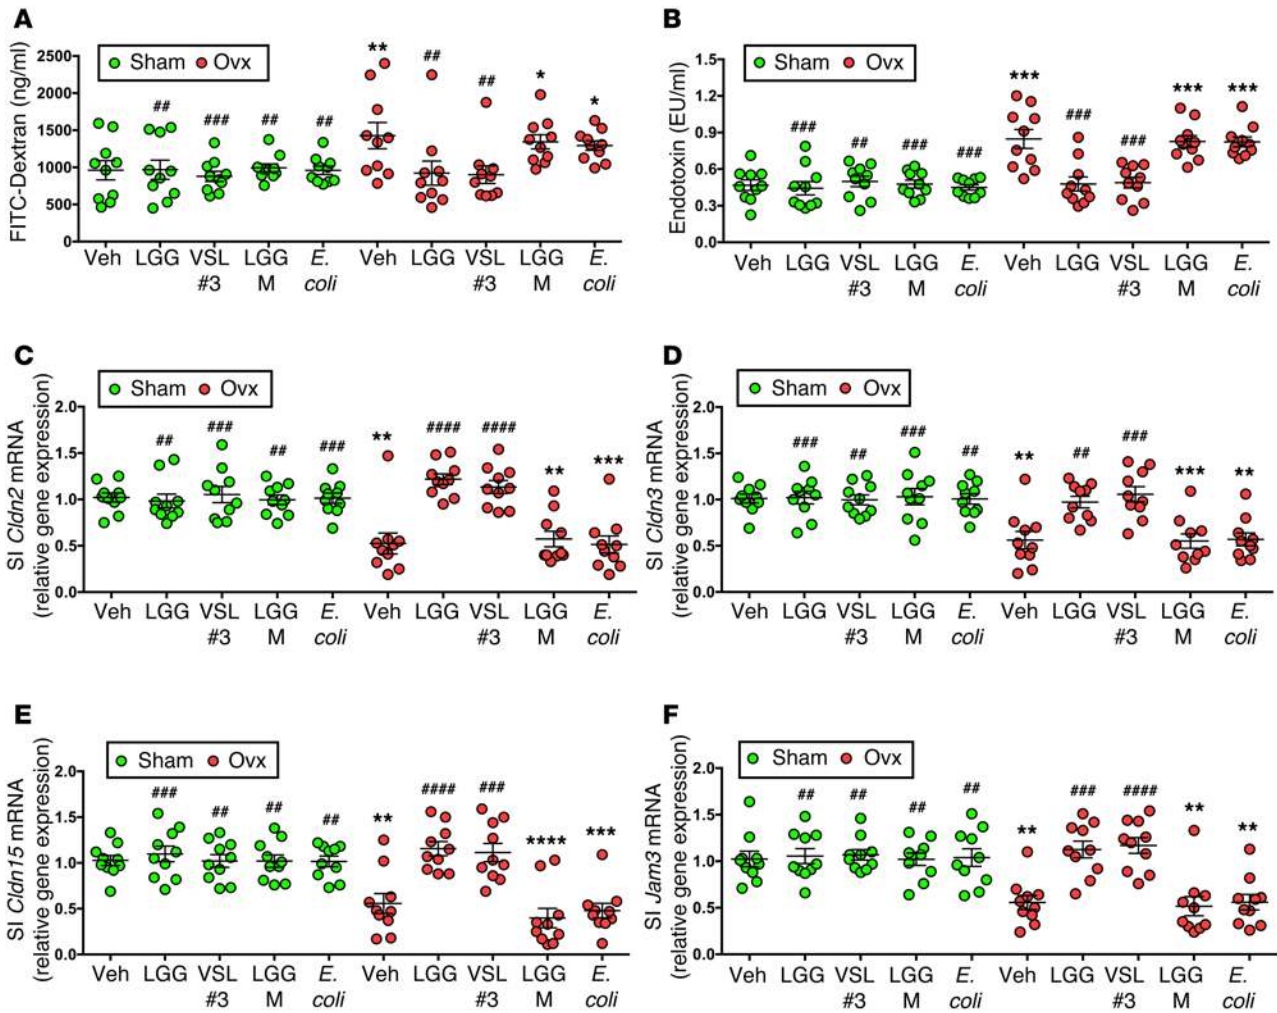 A
Sham Ovx
FITC-Dextran (ng/ml)
2500
2000
1500
1000
500
0
## ### ## ## ** ## ## * *
Veh LGG VSL LGG E. Veh LGG VSL LGG E.
#3 M coli #3 M coli
B
Sham Ovx
Endotoxin (EU/ml)
1.5
1.2
0.9
0.6
0.3
0.0
### ## ### ### *** ### ### *** ***
Veh LGG VSL LGG E. Veh LGG VSL LGG E.
#3 M coli #3 M coli
C
Sham Ovx
SI Cldn2 mRNA
(relative gene expression)
2.0
1.5
1.0
0.5
0.0
## ### ## ### ** #### #### ** ***
Veh LGG VSL LGG E. Veh LGG VSL LGG E.
#3 M coli #3 M coli
D
Sham Ovx
SI Cldn3 mRNA
(relative gene expression)
2.0
1.5
1.0
0.5
0.0
### ## ### ## ** ## ### *** **
Veh LGG VSL LGG E. Veh LGG VSL LGG E.
#3 M coli #3 M coli
E
Sham Ovx
SI Cldn15 mRNA
(relative gene expression)
2.0
1.5
1.0
0.5
0.0
### ## ## ## ** #### ### **** ***
Veh LGG VSL LGG E. Veh LGG VSL LGG E.
#3 M coli #3 M coli
F
Sham Ovx
SI Jam3 mRNA
(relative gene expression)
2.0
1.5
1.0
0.5
0.0
## ## ## ## ** ### #### ** **
Veh LGG VSL LGG E. Veh LGG VSL LGG E.
#3 M coli #3 M coli